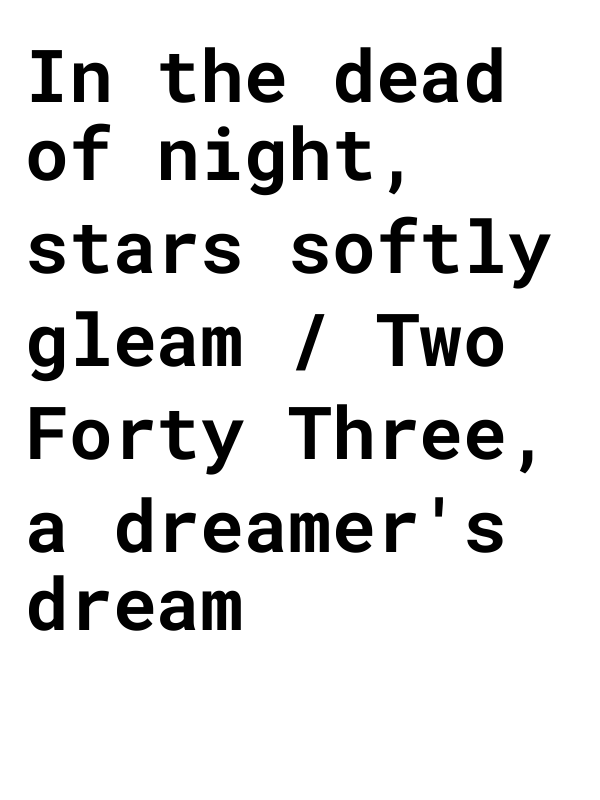 In the dead
of night,
stars softly
gleam / Two
Forty Three,
a dreamer's
dream